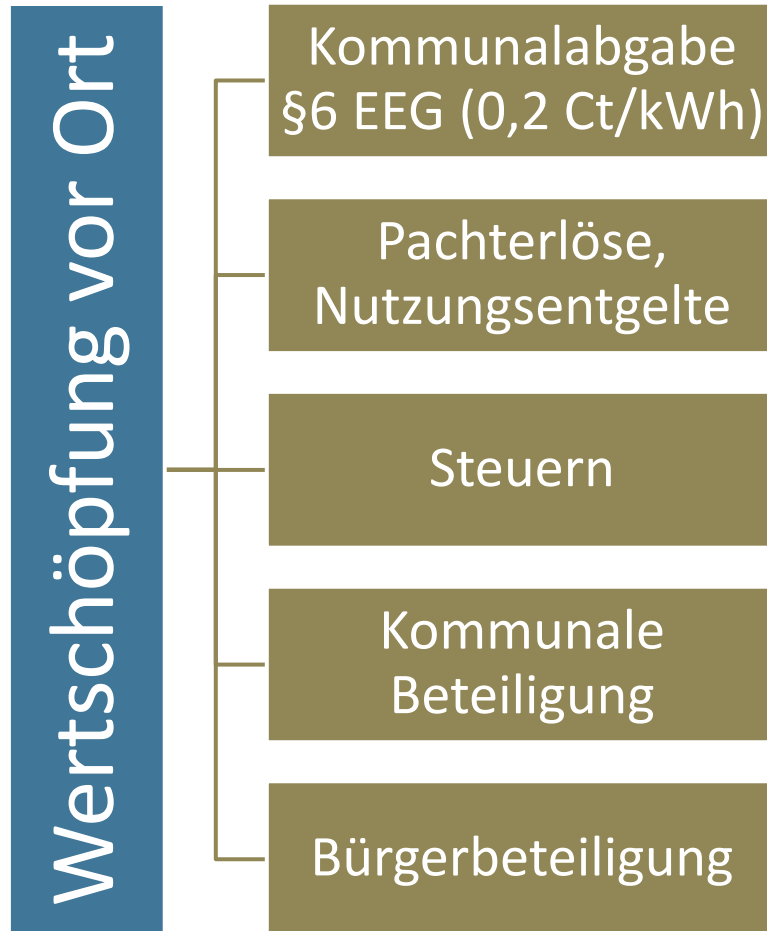 Wertschöpfung vor Ort
Kommunalabgabe
§6 EEG (0,2 Ct/kWh)
Pachterlöse,
Nutzungsentgelte
Steuern
Kommunale
Beteiligung
Bürgerbeteiligung